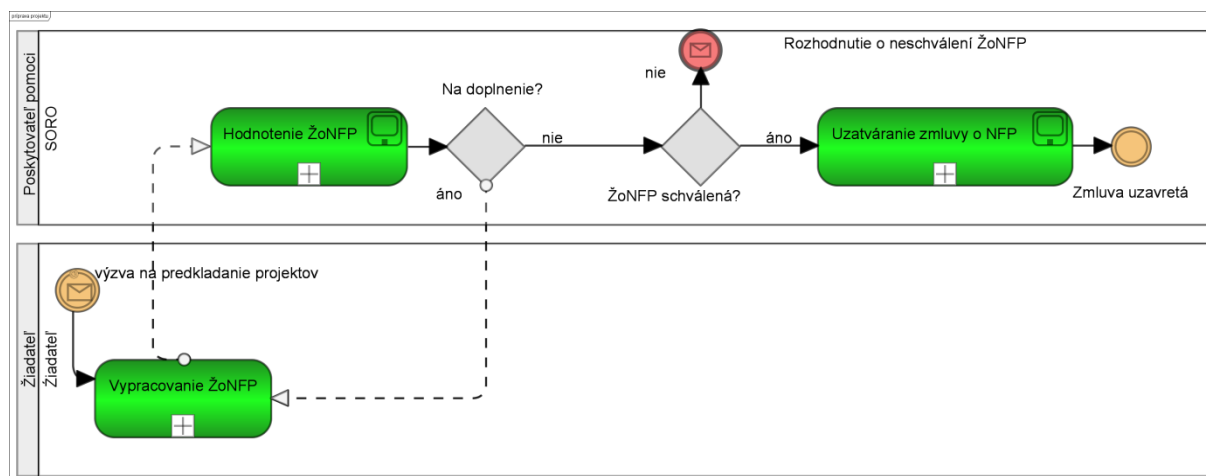 príprava projektu
Poskytovateľ pomoci
SORO
Rozhodnutie o neschválení ŽoNFP
nie
Na doplnenie?
Hodnotenie ŽoNFP
nie
áno
Uzatváranie zmluvy o NFP
áno
ŽoNFP schválená?
Zmluva uzavretá
Žiadateľ
Žiadateľ
výzva na predkladanie projektov
Vypracovanie ŽoNFP